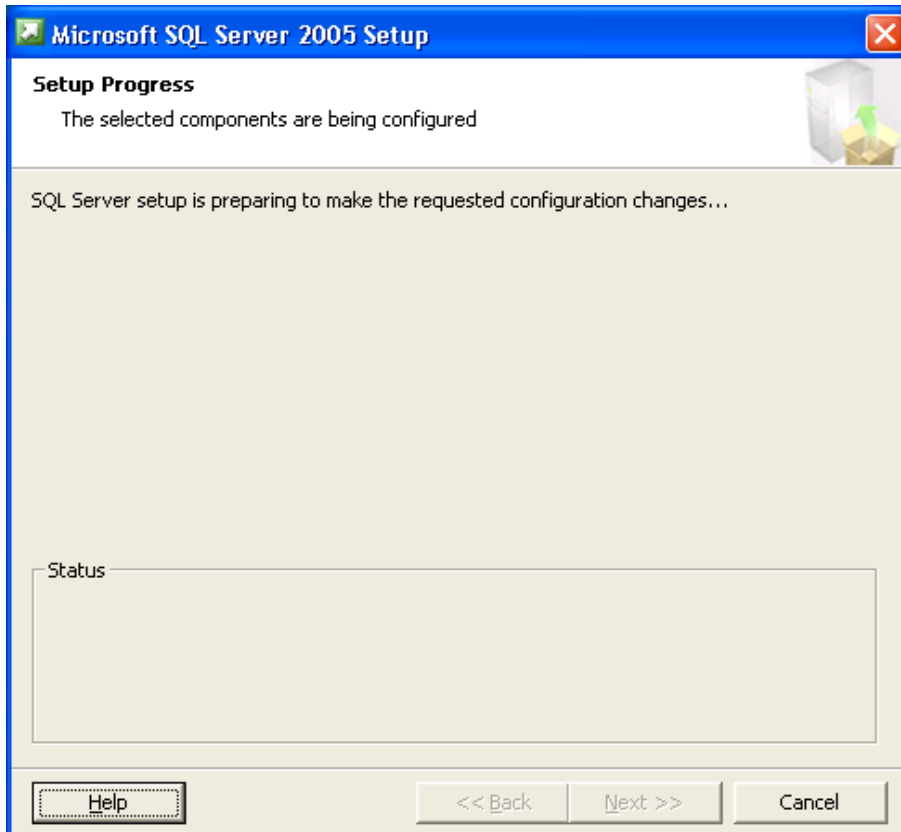 Microsoft SQL Server 2005 Setup
Setup Progress
The selected components are being configured
SQL Server setup is preparing to make the requested configuration changes...
Status
Help
<< Back
Next >>
Cancel